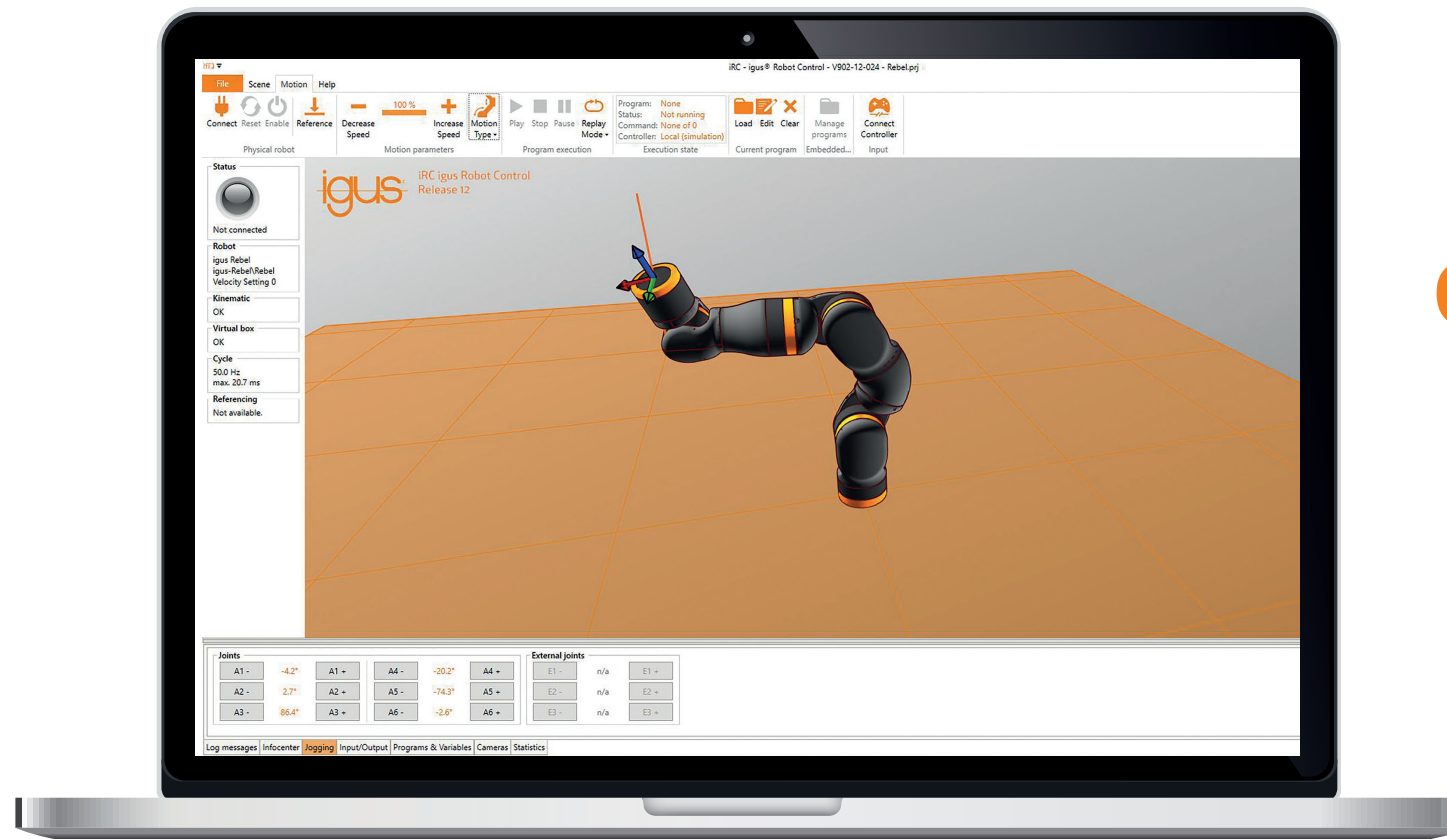 iRC - igus® Robot Control - V902-12-024 - Rebel.prj
File Scene Motion Help
100 %
Connect Reset Enable Reference Decrease Speed Increase Speed Motion Type Play Stop Pause Replay Mode
Program: None
Status: Not running
Command: None of 0
Controller: Local (simulation)
Load Edit Clear Manage programs Connect Controller
Physical robot Motion parameters Program execution Execution state Current program Embedded... Input
Status
Not connected
Robot
igus Rebel
igus-Rebel\Rebel
Velocity Setting 0
Kinematic
OK
Virtual box
OK
Cycle
50.0 Hz
max. 20.7 ms
Referencing
Not available.
igus
iRC igus Robot Control
Release 12
Joints External joints
A1 - -4.2° A1 + A4 - -20.2° A4 + E1 - n/a E1 +
A2 - 2.7° A2 + A5 - -74.3° A5 + E2 - n/a E2 +
A3 - 86.4° A3 + A6 - -2.6° A6 + E3 - n/a E3 +
Log messages Infocenter Jogging Input/Output Programs & Variables Cameras Statistics